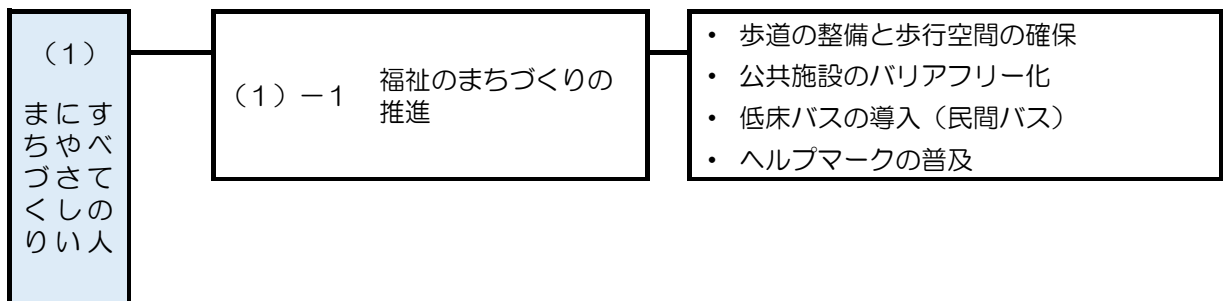 （１）
すべての人
にやさしい
まちづくり
（１）－１　福祉のまちづくりの
推進
・ 歩道の整備と歩行空間の確保
・ 公共施設のバリアフリー化
・ 低床バスの導入（民間バス）
・ ヘルプマークの普及